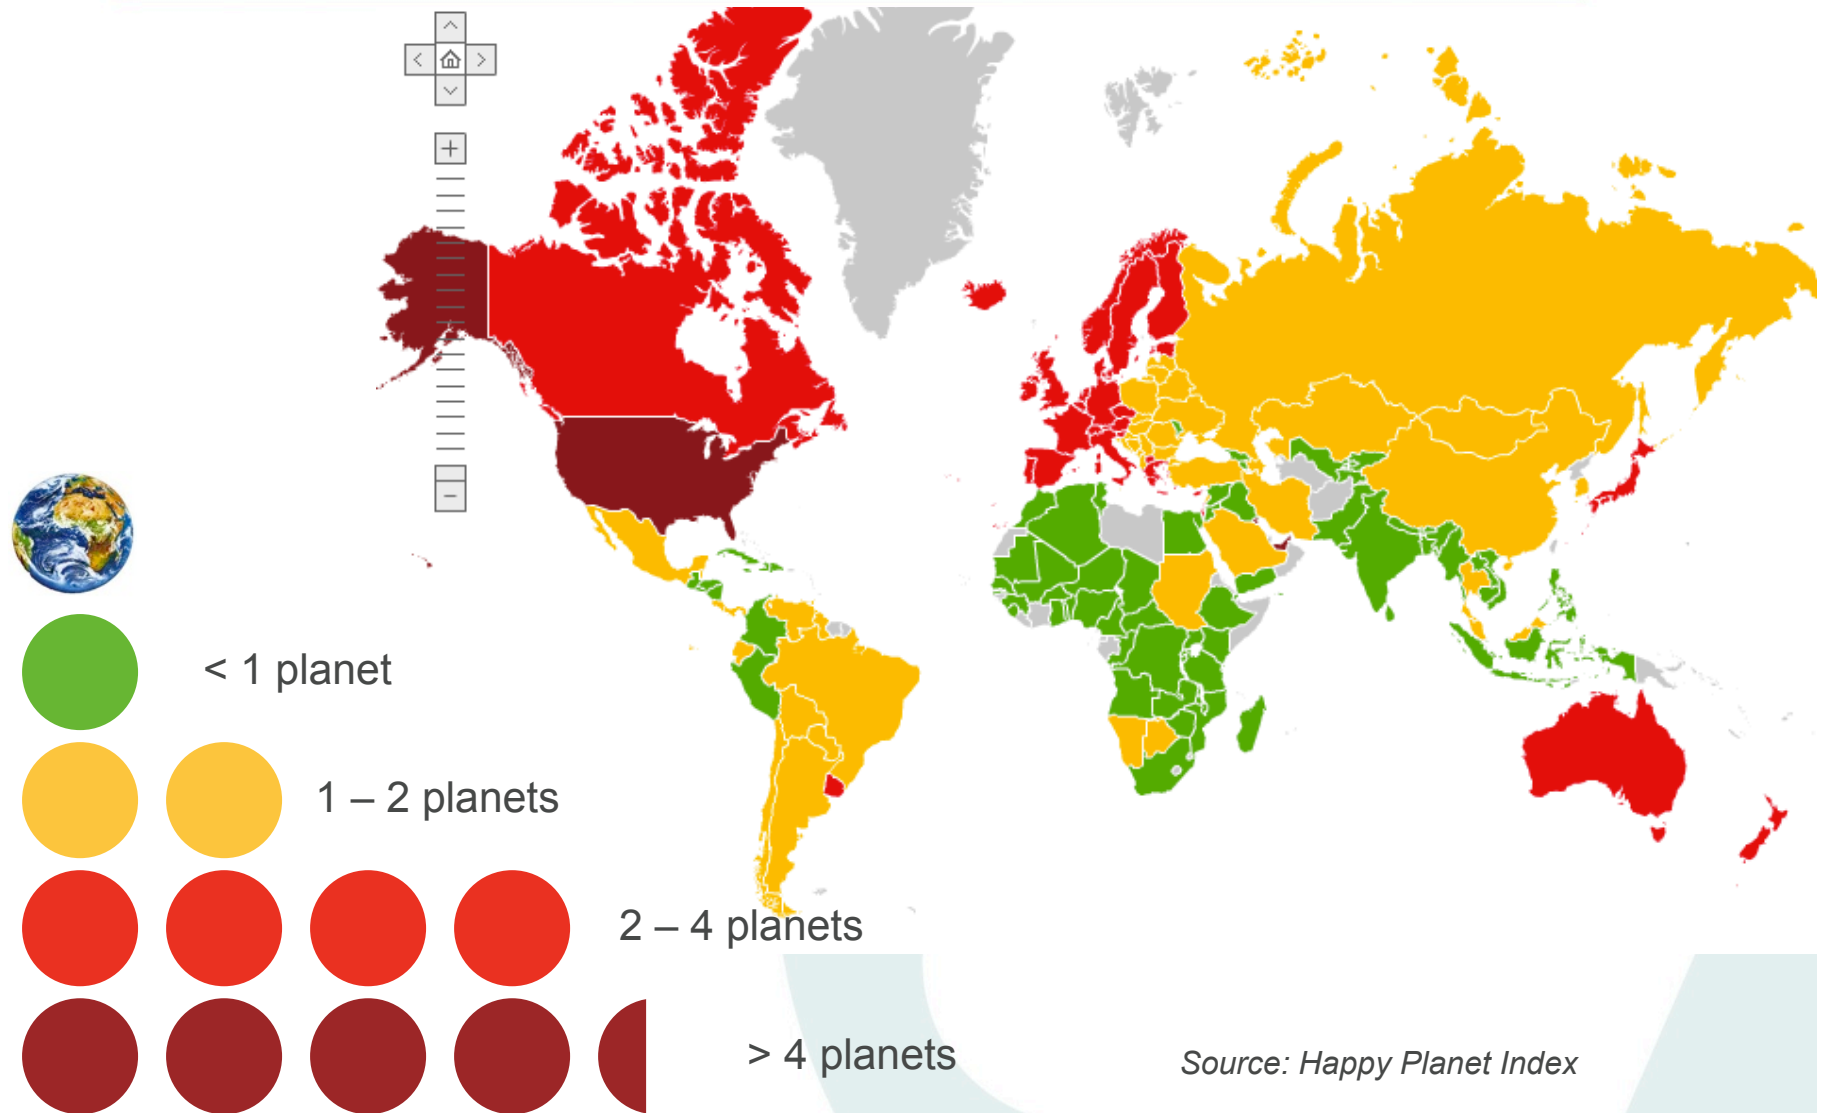 < 1 planet
1 – 2 planets
2 – 4 planets
> 4 planets
Source: Happy Planet Index